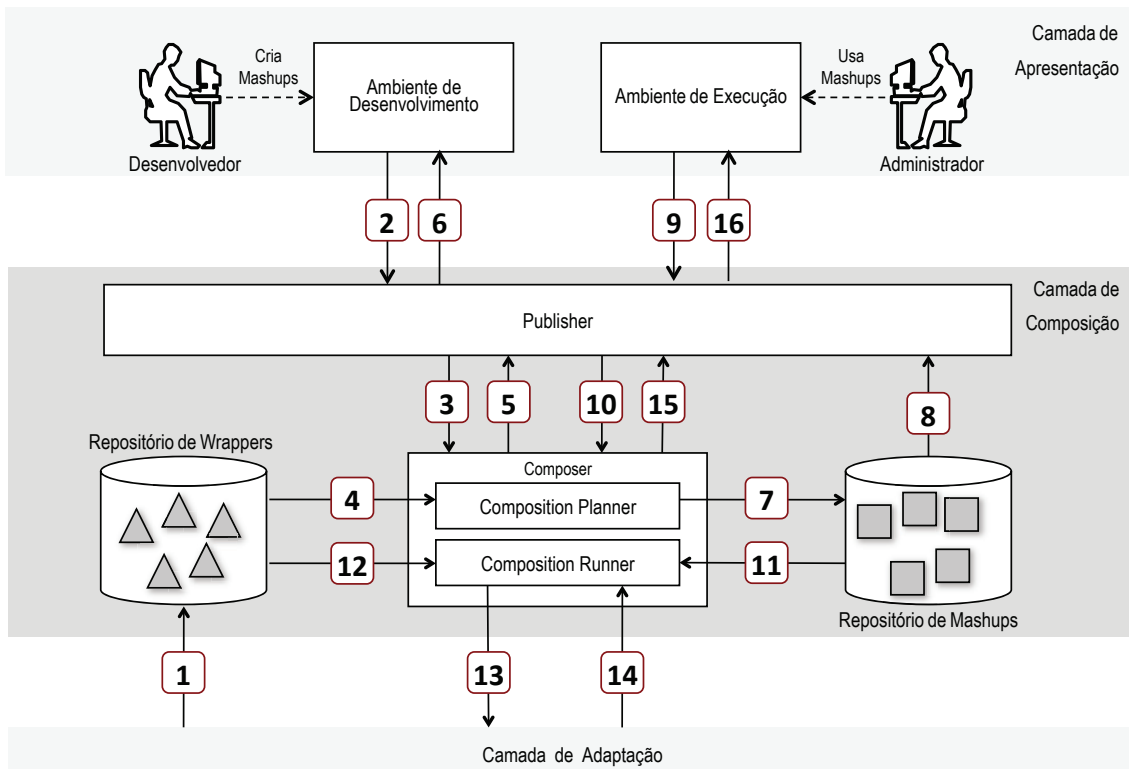 Camada de
Apresentação
Cria
Mashups
Ambiente de
Desenvolvimento
Ambiente de Execução
Usa
Mashups
Desenvolvedor
Administrador
2
6
9
16
Camada de
Composição
Publisher
3
5
10
15
8
Repositório de Wrappers
Composer
4
Composition Planner
7
12
Composition Runner
11
Repositório de Mashups
1
13
14
Camada de Adaptação